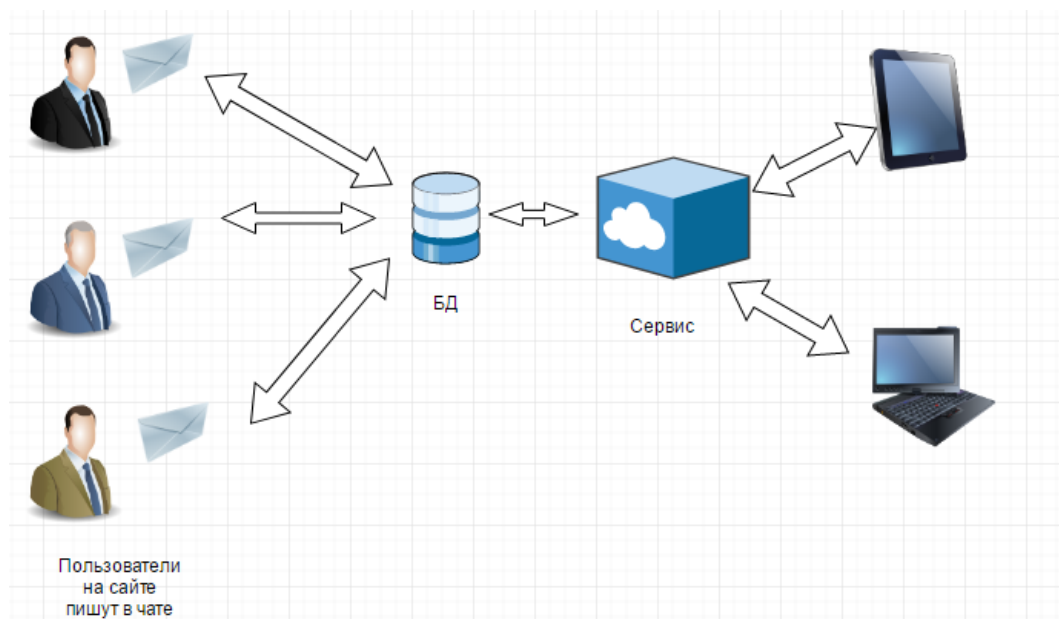 БД
Сервис
Пользователи
на сайте
пишут в чате